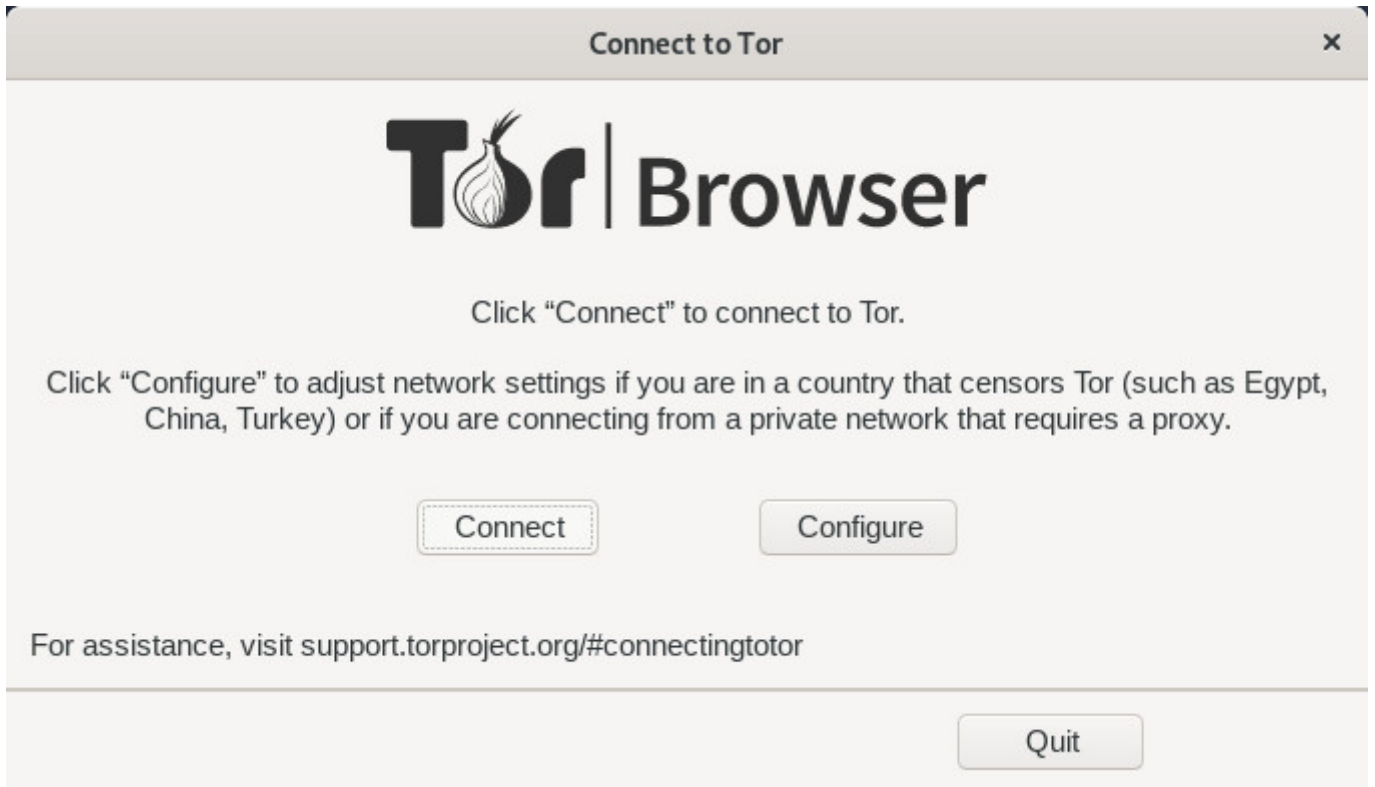 Connect to Tor ×
Tor | Browser
Click “Connect” to connect to Tor.
Click “Configure” to adjust network settings if you are in a country that censors Tor (such as Egypt,
China, Turkey) or if you are connecting from a private network that requires a proxy.
Connect Configure
For assistance, visit support.torproject.org/#connectingtotor
Quit